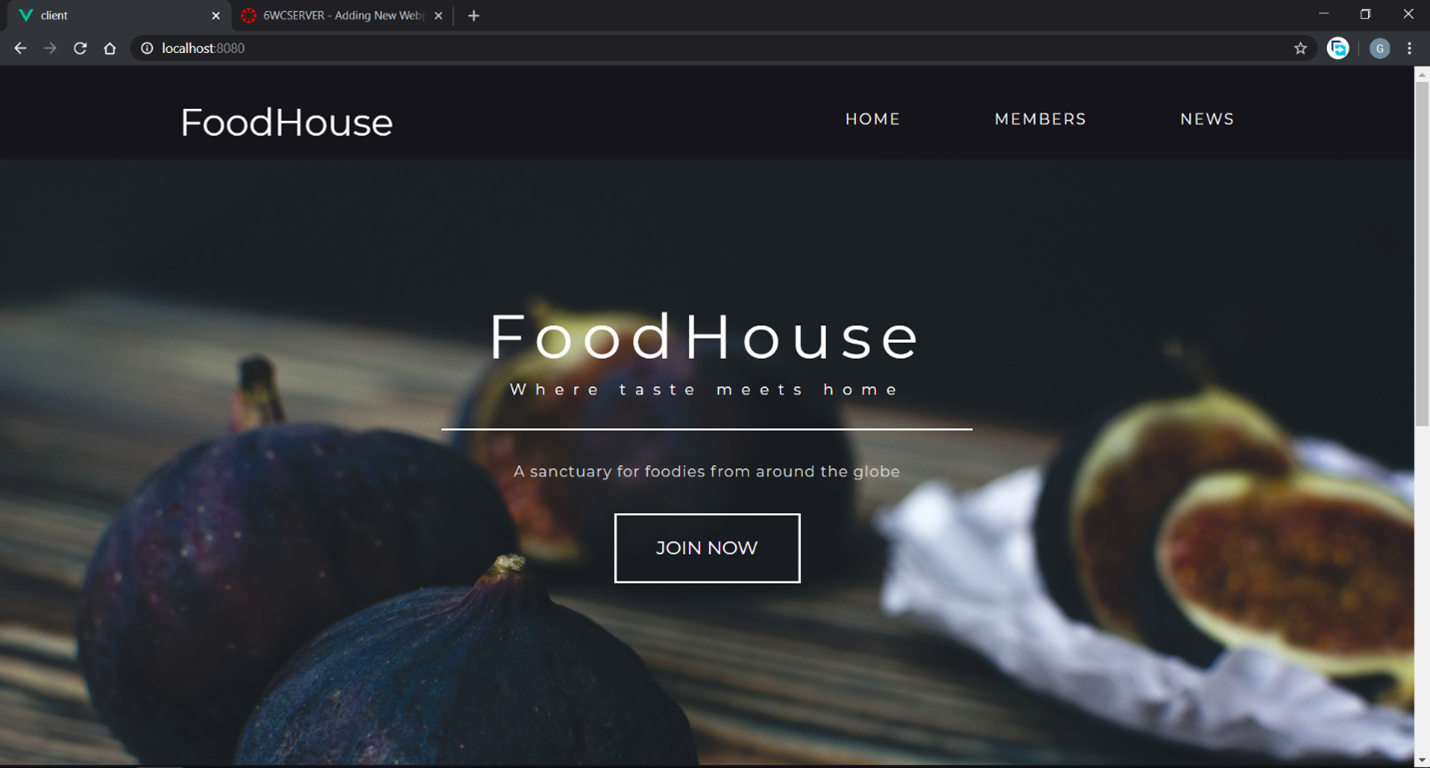 client
6WCSERVER - Adding New Web
localhost:8080
G
FoodHouse
HOME
MEMBERS
NEWS
FoodHouse
Where taste meets home
A sanctuary for foodies from around the globe
JOIN NOW